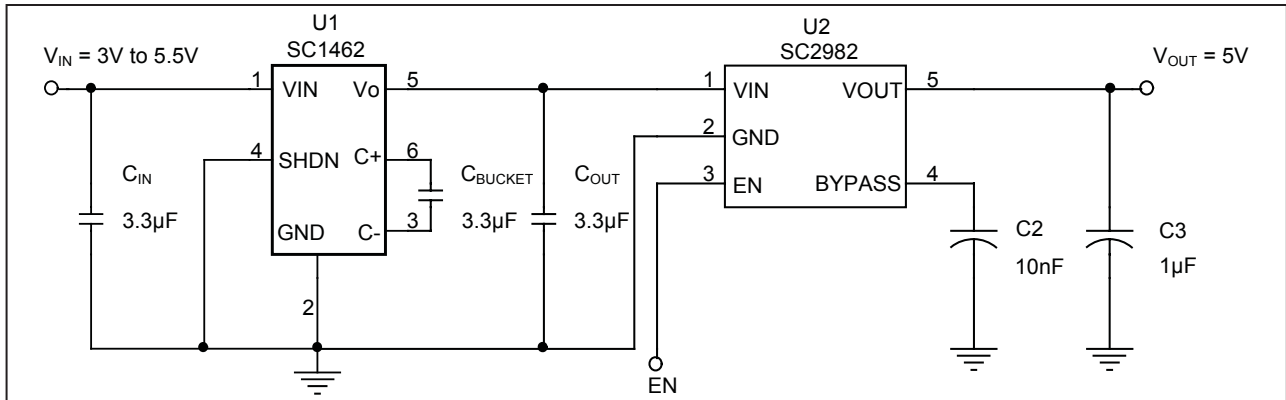 U1
SC1462
U2
SC2982
V_IN = 3V to 5.5V
V_OUT = 5V
1
VIN
Vo
5
1
VIN
VOUT
5
2
GND
4
SHDN
C+
6
3
EN
BYPASS
4
C_IN
3.3µF
C_BUCKET
3.3µF
C_OUT
3.3µF
GND
C-
3
C2
10nF
C3
1µF
2
EN